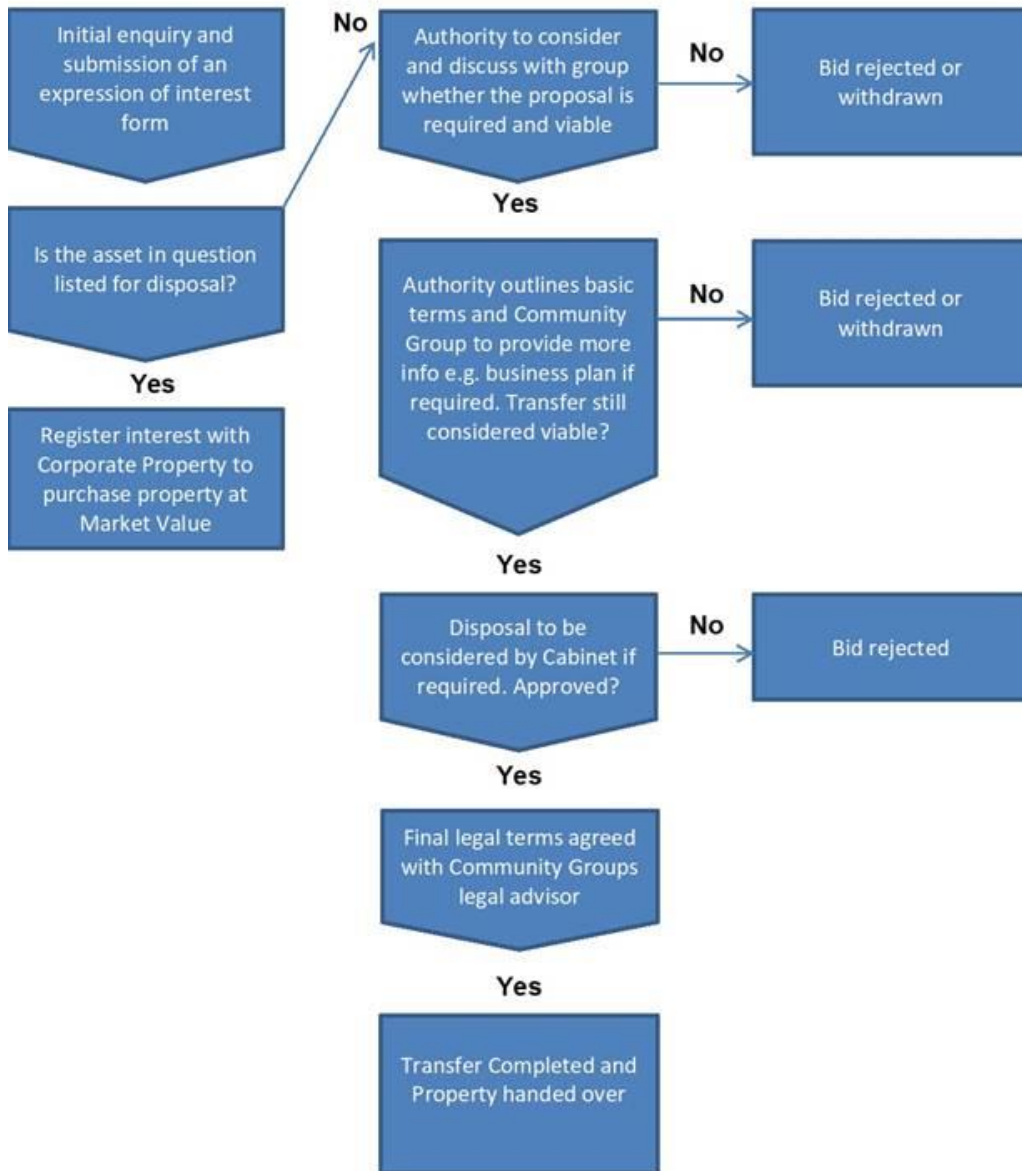 Initial enquiry and
submission of an
expression of interest
form
Is the asset in question
listed for disposal?
Yes
Register interest with
Corporate Property to
purchase property at
Market Value
No
Authority to consider
and discuss with group
whether the proposal is
required and viable
No
Bid rejected or
withdrawn
Yes
Authority outlines basic
terms and Community
Group to provide more
info e.g. business plan if
required. Transfer still
considered viable?
No
Bid rejected or
withdrawn
Yes
Disposal to be
considered by Cabinet if
required. Approved?
No
Bid rejected
Yes
Final legal terms agreed
with Community Groups
legal advisor
Yes
Transfer Completed and
Property handed over